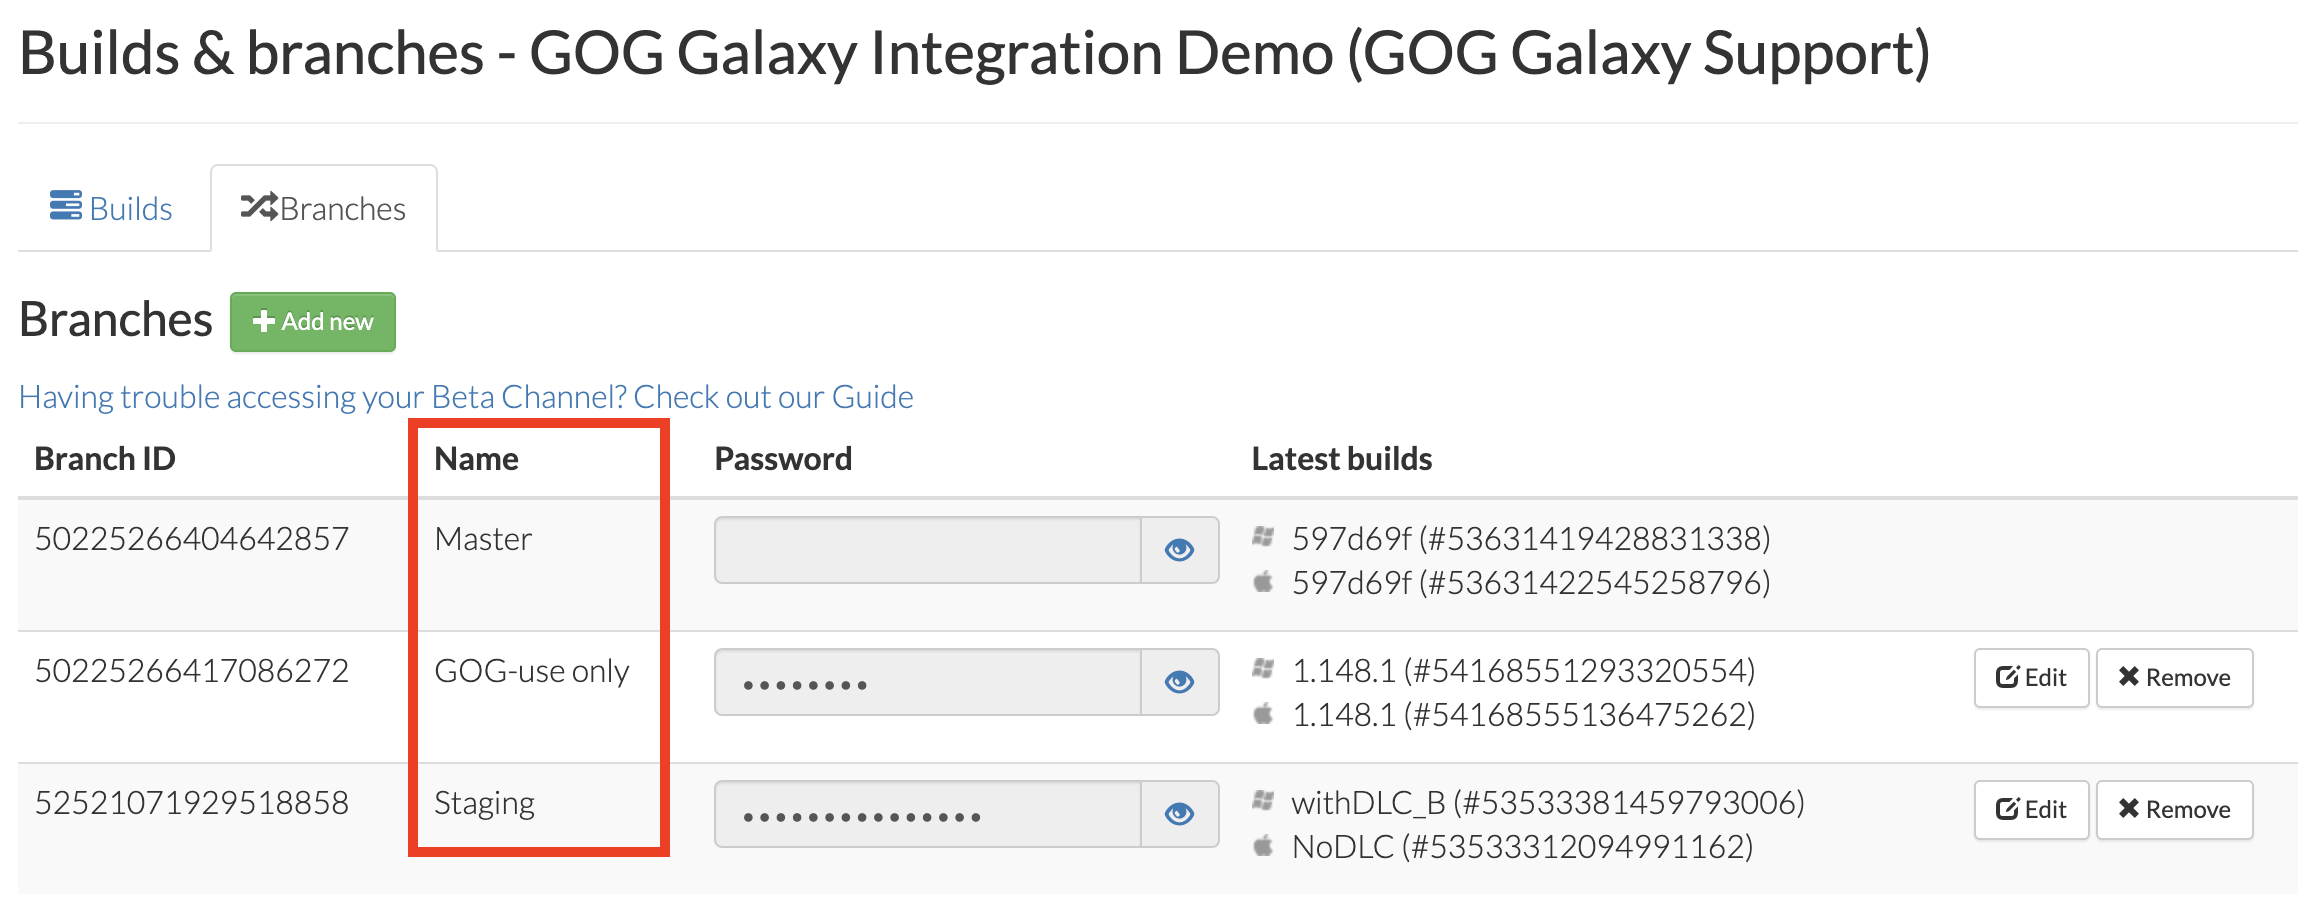 Builds & branches - GOG Galaxy Integration Demo (GOG Galaxy Support)
Builds Branches
Branches Add new
Having trouble accessing your Beta Channel? Check out our Guide
Branch ID Name Password Latest builds
50225266404642857 Master 597d69f (#53631419428831338)
597d69f (#53631422545258796)
50225266417086272 GOG-use only •••••••• 1.148.1 (#54168551293320554) Edit Remove
1.148.1 (#54168555136475262)
52521071929518858 Staging ••••••••••••••• withDLC_B (#53533381459793006) Edit Remove
NoDLC (#53533312094991162)